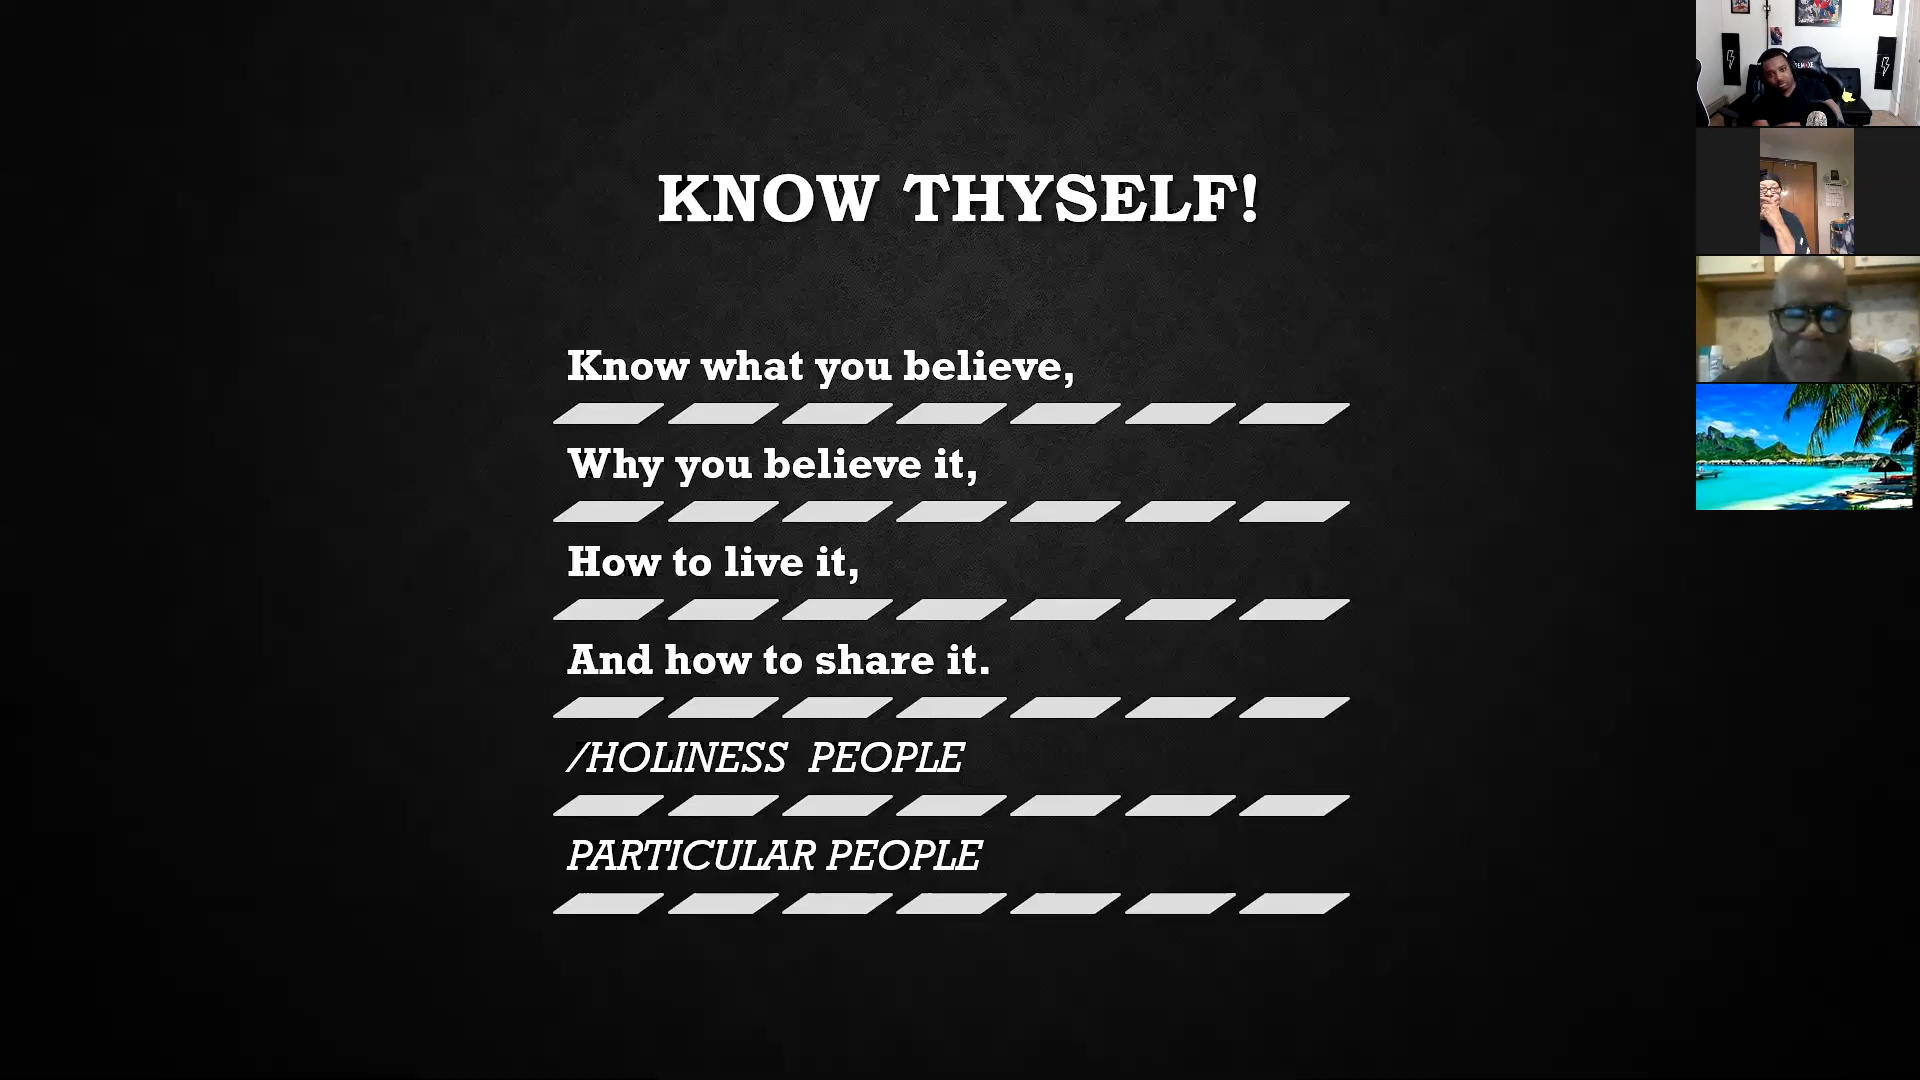 KNOW THYSELF!
Know what you believe,
Why you believe it,
How to live it,
And how to share it.
/HOLINESS PEOPLE
PARTICULAR PEOPLE